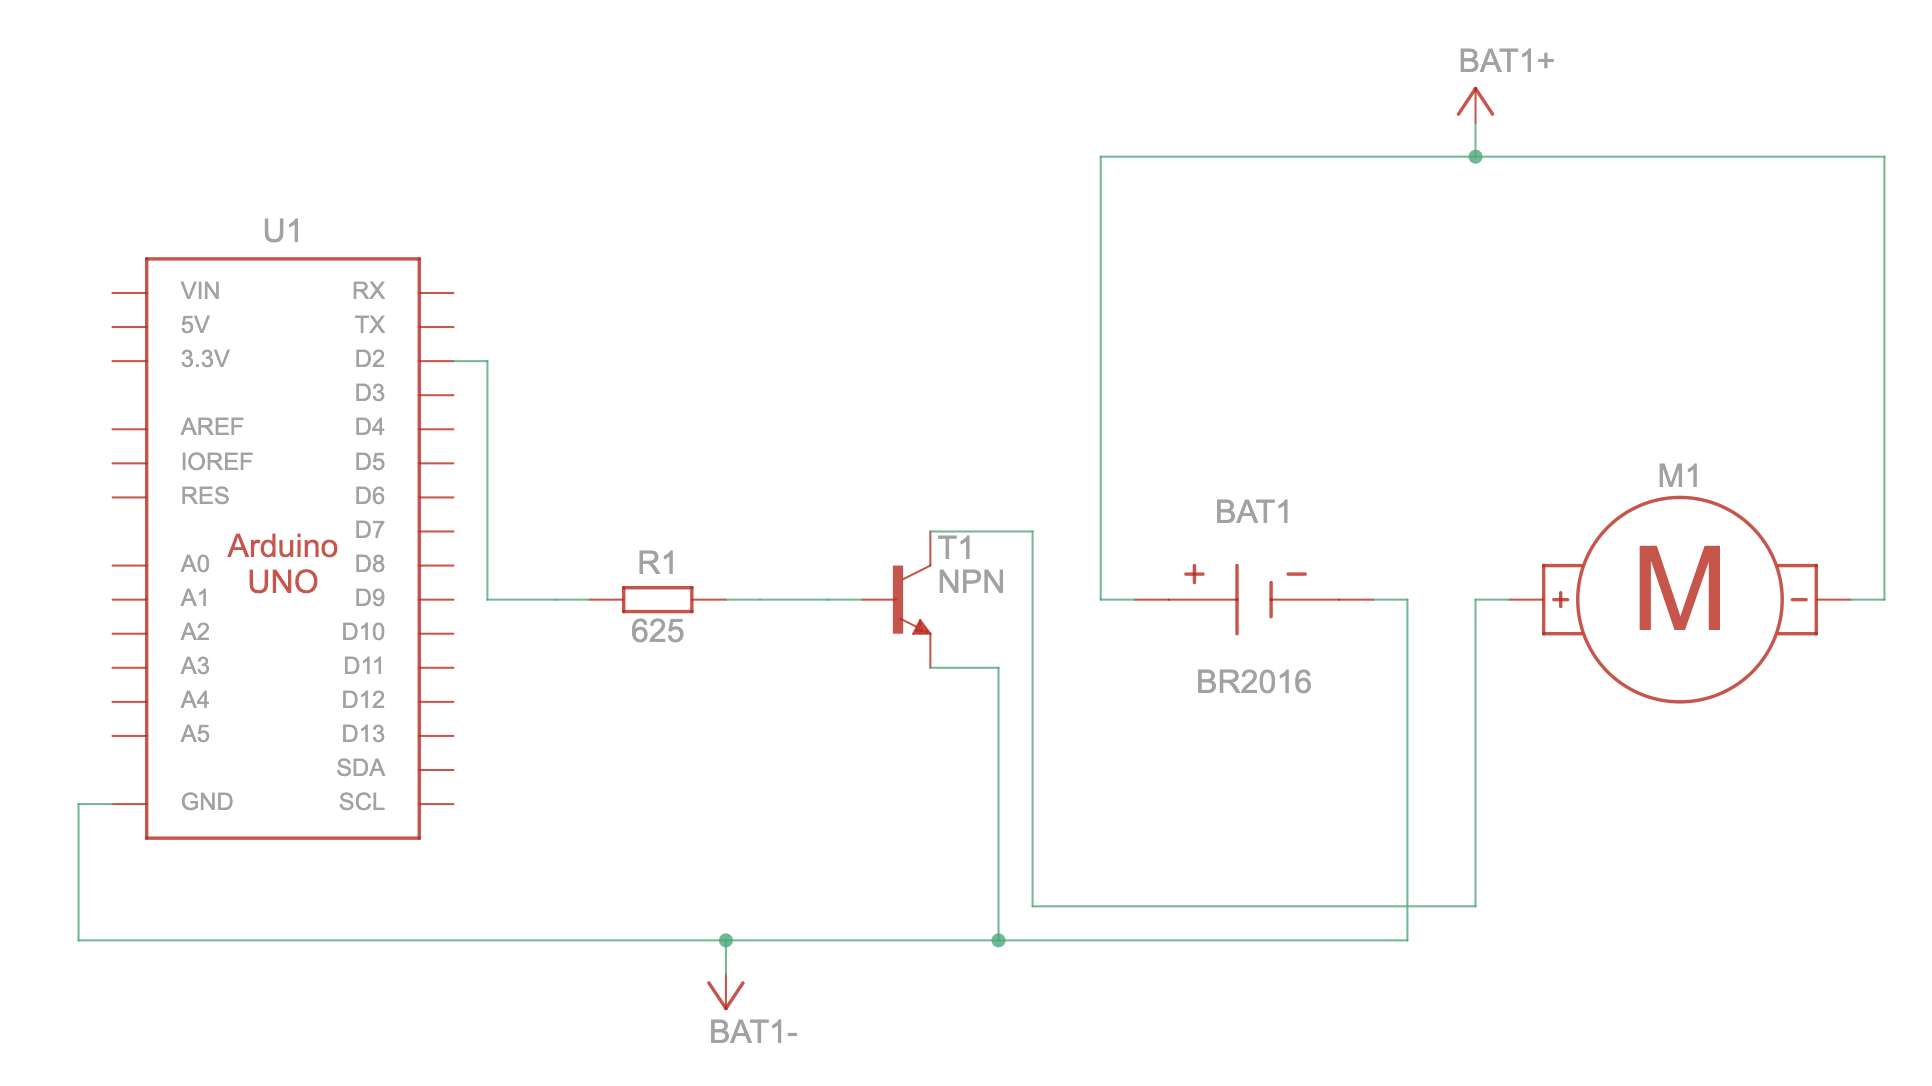 BAT1+
U1
VIN RX
5V TX
3.3V D2
D3
AREF D4
IOREF D5
RES D6
D7
Arduino
UNO
A0 D8
A1 D9
A2 D10
A3 D11
A4 D12
A5 D13
SDA
GND SCL
R1
625
T1
NPN
BAT1
+ −
BR2016
M1
+ M −
BAT1-